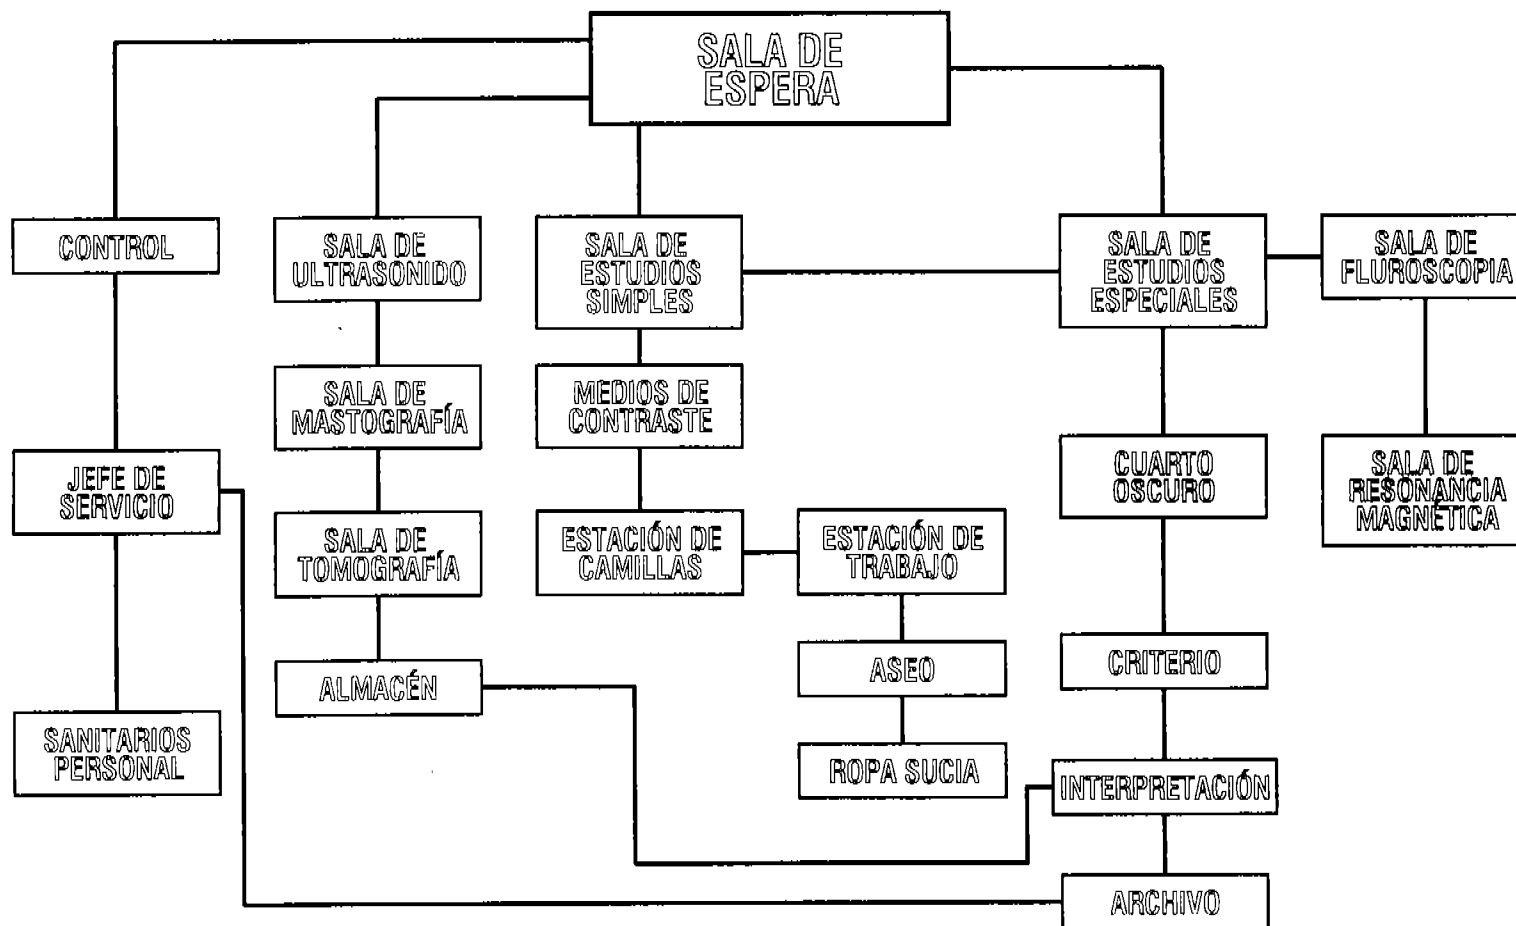 SALA DE
ESPERA
CONTROL
SALA DE
ULTRASONIDO
SALA DE
ESTUDIOS
SIMPLES
SALA DE
ESTUDIOS
ESPECIALES
SALA DE
FLUROSCOPIA
SALA DE
MASTOGRAFÍA
MEDIOS DE
CONTRASTE
JEFE DE
SERVICIO
CUARTO
OSCURO
SALA DE
RESONANCIA
MAGNÉTICA
SALA DE
TOMOGRAFÍA
ESTACIÓN DE
CAMILLAS
ESTACIÓN DE
TRABAJO
ALMACÉN
ASEO
CRITERIO
SANITARIOS
PERSONAL
ROPA SUCIA
INTERPRETACIÓN
ARCHIVO